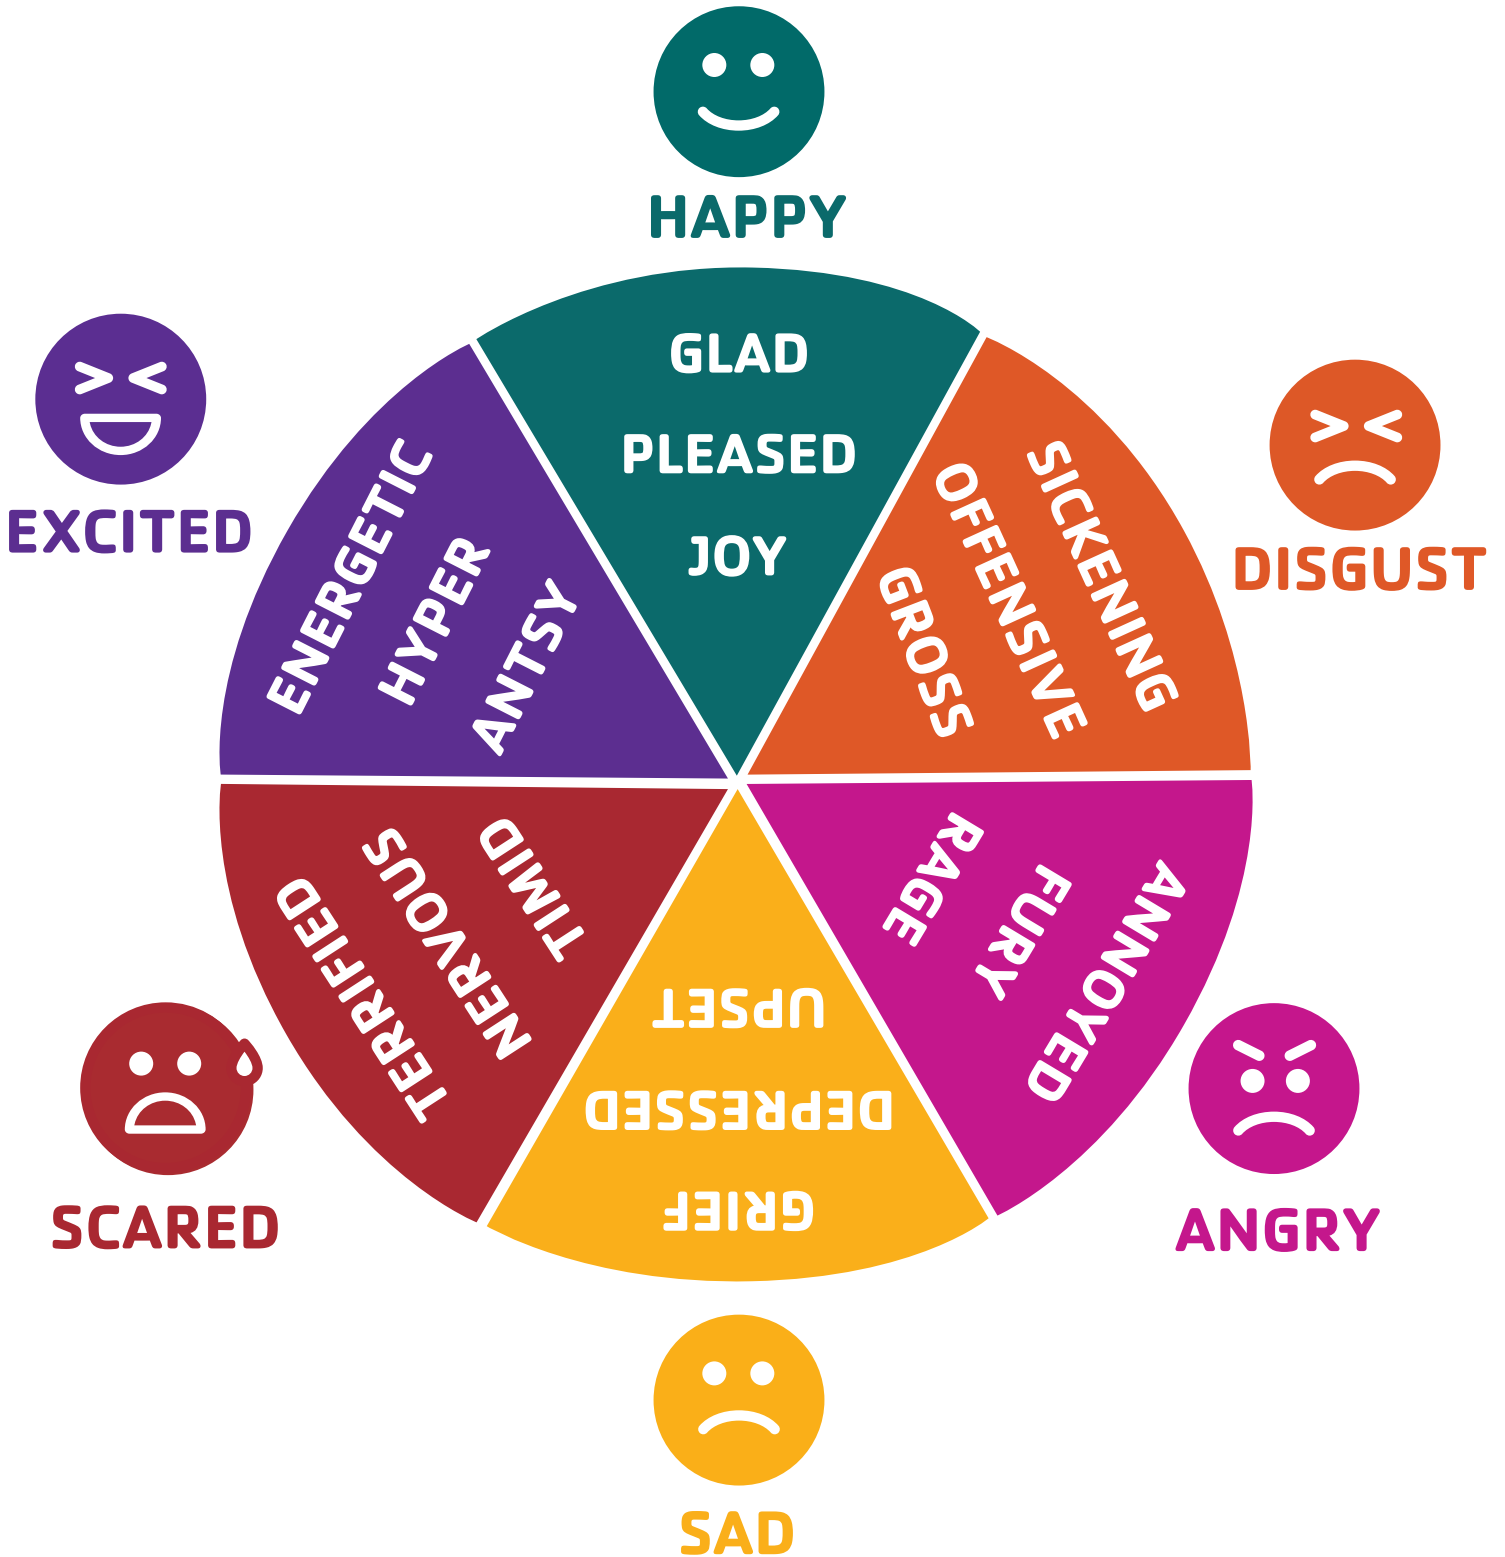 HAPPY
GLAD
PLEASED
JOY
DISGUST
SICKENING
OFFENSIVE
GROSS
ANGRY
ANNOYED
FURY
RAGE
SAD
UPSET
DEPRESSED
GRIEF
SCARED
TERRIFIED
NERVOUS
TIMID
EXCITED
ENERGETIC
HYPER
ANTSY